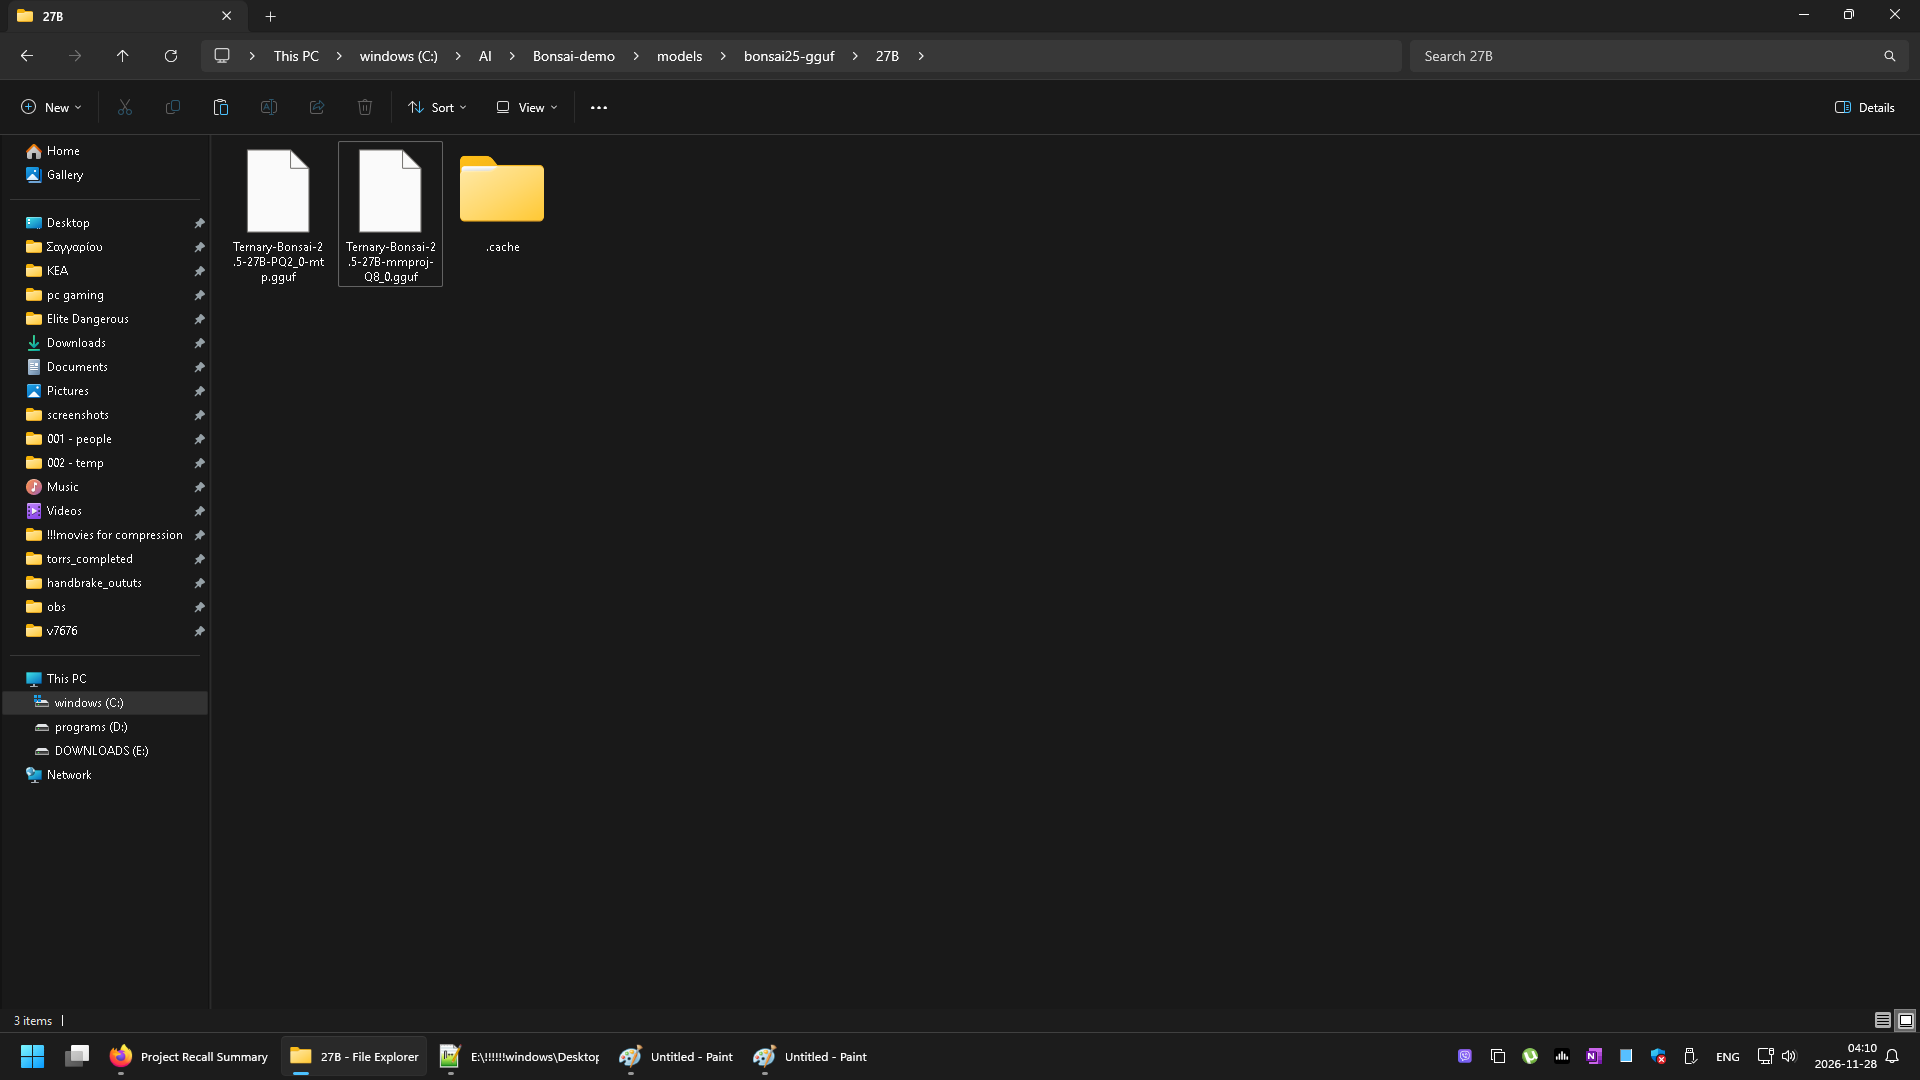 27B
This PC
windows (C:)
AI
Bonsai-demo
models
bonsai25-gguf
27B
Search 27B
New
Sort
View
Details
Home
Gallery
Desktop
Σαγγαρίου
ΚΕΑ
pc gaming
Elite Dangerous
Downloads
Documents
Pictures
screenshots
001 - people
002 - temp
Music
Videos
!!!movies for compression
torrs_completed
handbrake_oututs
obs
v7676
This PC
windows (C:)
programs (D:)
DOWNLOADS (E:)
Network
Ternary-Bonsai-2
.5-27B-PQ2_0-mt
p.gguf
Ternary-Bonsai-2
.5-27B-mmproj-
Q8_0.gguf
.cache
3 items
Project Recall Summary
27B - File Explorer
E:\!!!!!!windows\Desktop
Untitled - Paint
Untitled - Paint
ENG
04:10
2026-11-28